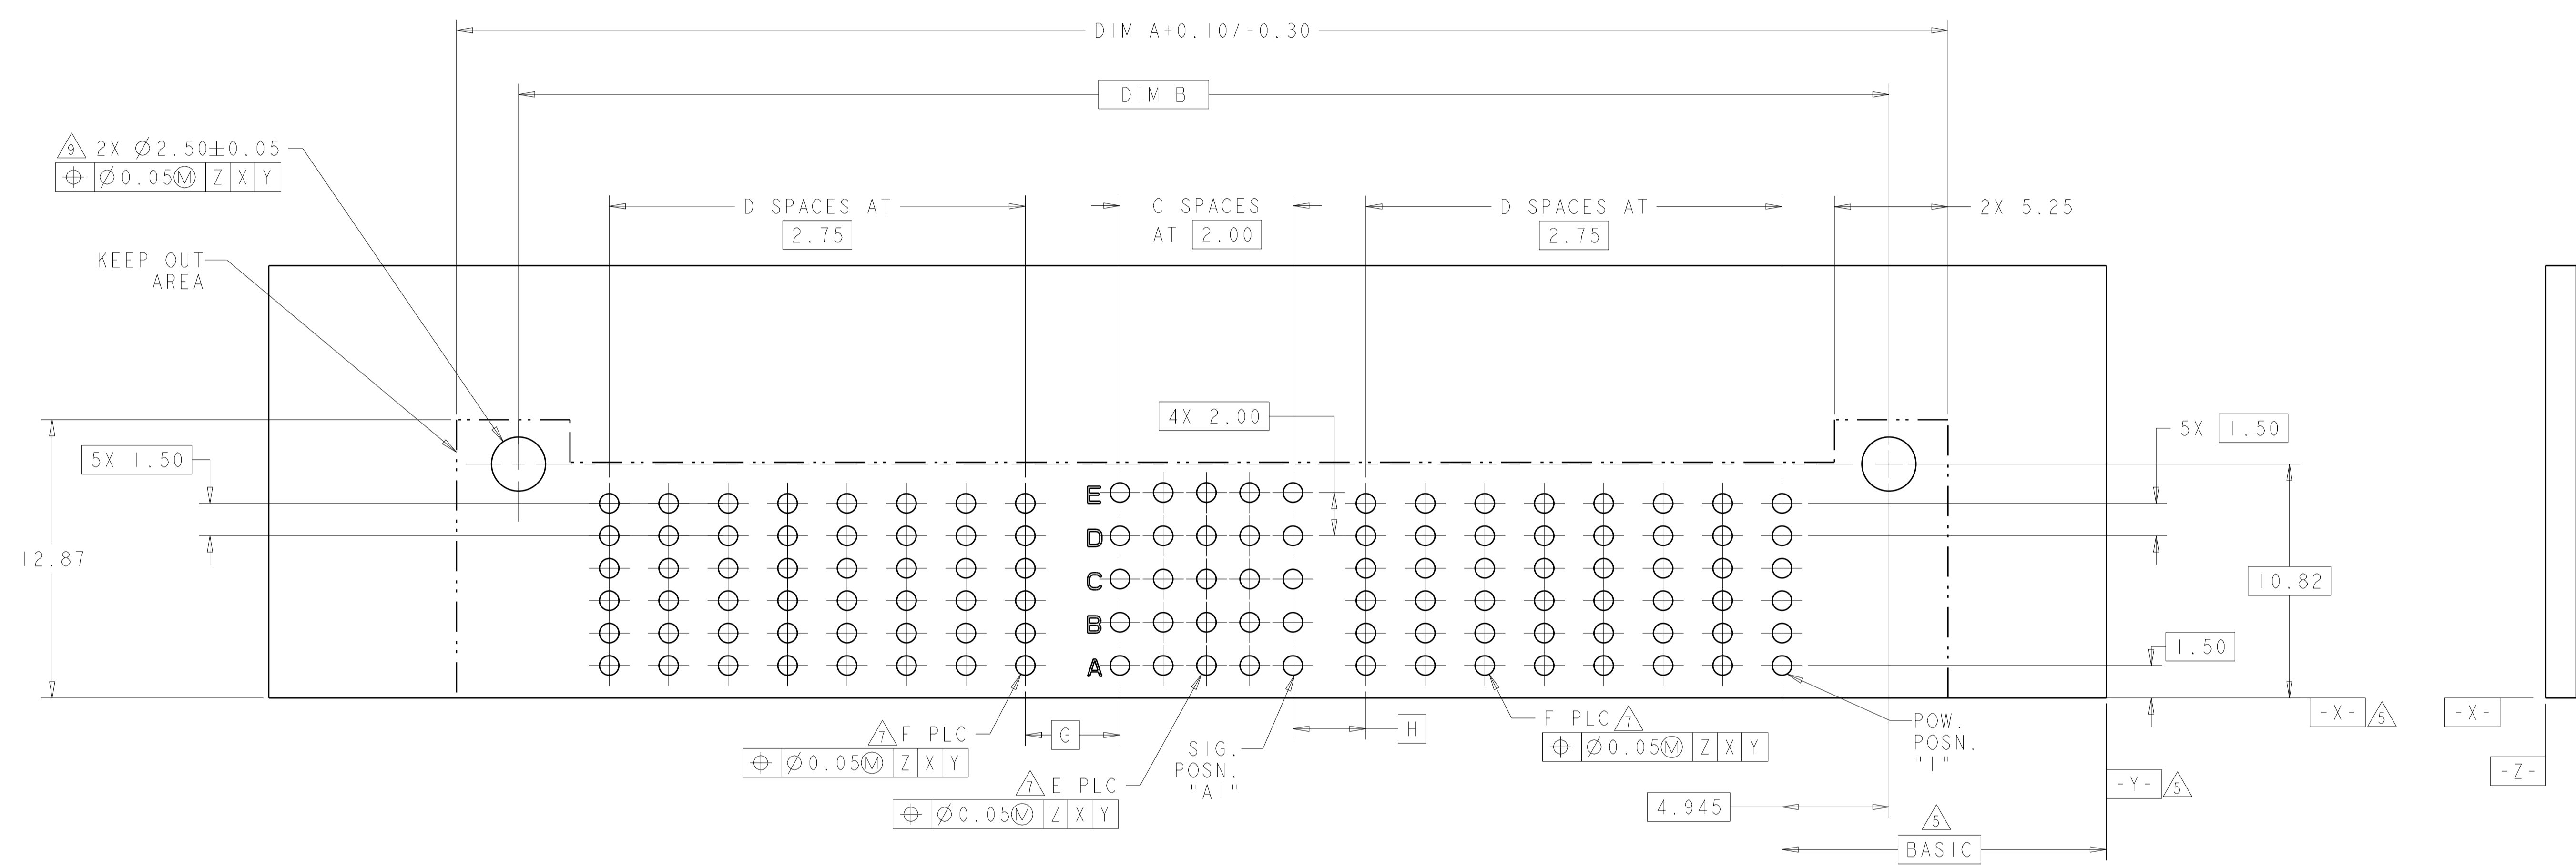 DIM A+0.10/-0.30
DIM B
9 2X Ø2.50±0.05
⌖ Ø0.05Ⓜ Z X Y
D SPACES AT
2.75
C SPACES
AT 2.00
D SPACES AT
2.75
2X 5.25
KEEP OUT
AREA
4X 2.00
5X 1.50
5X 1.50
E
D
C
B
A
12.87
10.82
1.50
7 F PLC
⌖ Ø0.05Ⓜ Z X Y
G
7 E PLC
⌖ Ø0.05Ⓜ Z X Y
SIG.
POSN.
"A1"
H
F PLC 7
⌖ Ø0.05Ⓜ Z X Y
POW.
POSN.
"1"
-X- 5
-X-
-Y- 5
-Z-
4.945
5
BASIC